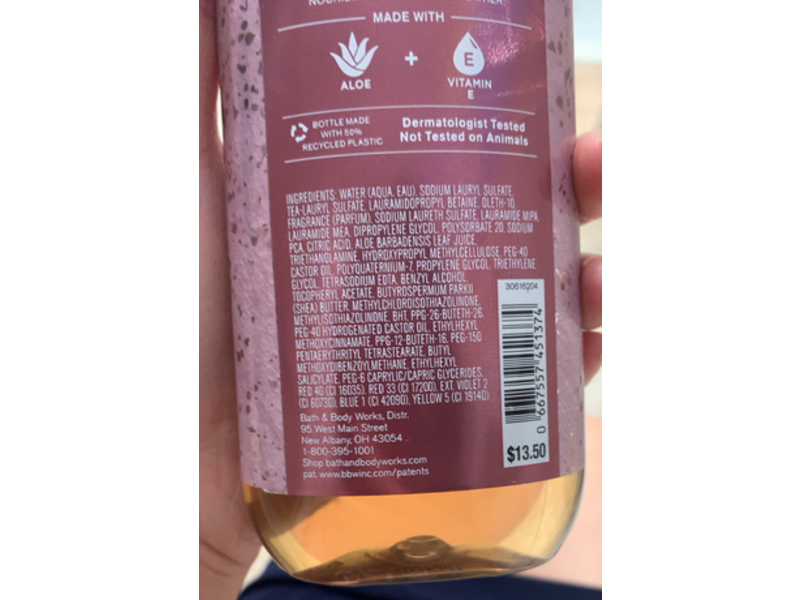 MADE WITH
ALOE
+
E
VITAMIN
E
BOTTLE MADE
WITH 50%
RECYCLED PLASTIC
Dermatologist Tested
Not Tested on Animals
INGREDIENTS: WATER (AQUA, EAU), SODIUM LAURYL SULFATE,
TEA-LAURYL SULFATE, LAURAMIDOPROPYL BETAINE, OLETH-10,
FRAGRANCE (PARFUM), SODIUM LAURETH SULFATE, LAURAMIDE MIPA,
LAURAMIDE MEA, DIPROPYLENE GLYCOL, POLYSORBATE 20, SODIUM
PCA, CITRIC ACID, ALOE BARBADENSIS LEAF JUICE,
TRIETHANOLAMINE, HYDROXYPROPYL METHYLCELLULOSE, PEG-40
CASTOR OIL, POLYQUATERNIUM-7, PROPYLENE GLYCOL, TRIETHYLENE
GLYCOL, TETRASODIUM EDTA, BENZYL ALCOHOL,
TOCOPHERYL ACETATE, BUTYROSPERMUM PARKII
(SHEA) BUTTER, METHYLCHLOROISOTHIAZOLINONE,
METHYLISOTHIAZOLINONE, BHT, PPG-26-BUTETH-26,
PEG-40 HYDROGENATED CASTOR OIL, ETHYLHEXYL
METHOXYCINNAMATE, PPG-12-BUTETH-16, PEG-150
PENTAERYTHRITYL TETRASTEARATE, BUTYL
METHOXYDIBENZOYLMETHANE, ETHYLHEXYL
SALICYLATE, PEG-6 CAPRYLIC/CAPRIC GLYCERIDES,
RED 40 (CI 16035), RED 33 (CI 17200), EXT. VIOLET 2
(CI 60730), BLUE 1 (CI 42090), YELLOW 5 (CI 19140)
30616204
0 667557 451374
$13.50
Bath & Body Works, Distr.
95 West Main Street
New Albany, OH 43054
1-800-395-1001
Shop bathandbodyworks.com
pat. www.bbwinc.com/patents